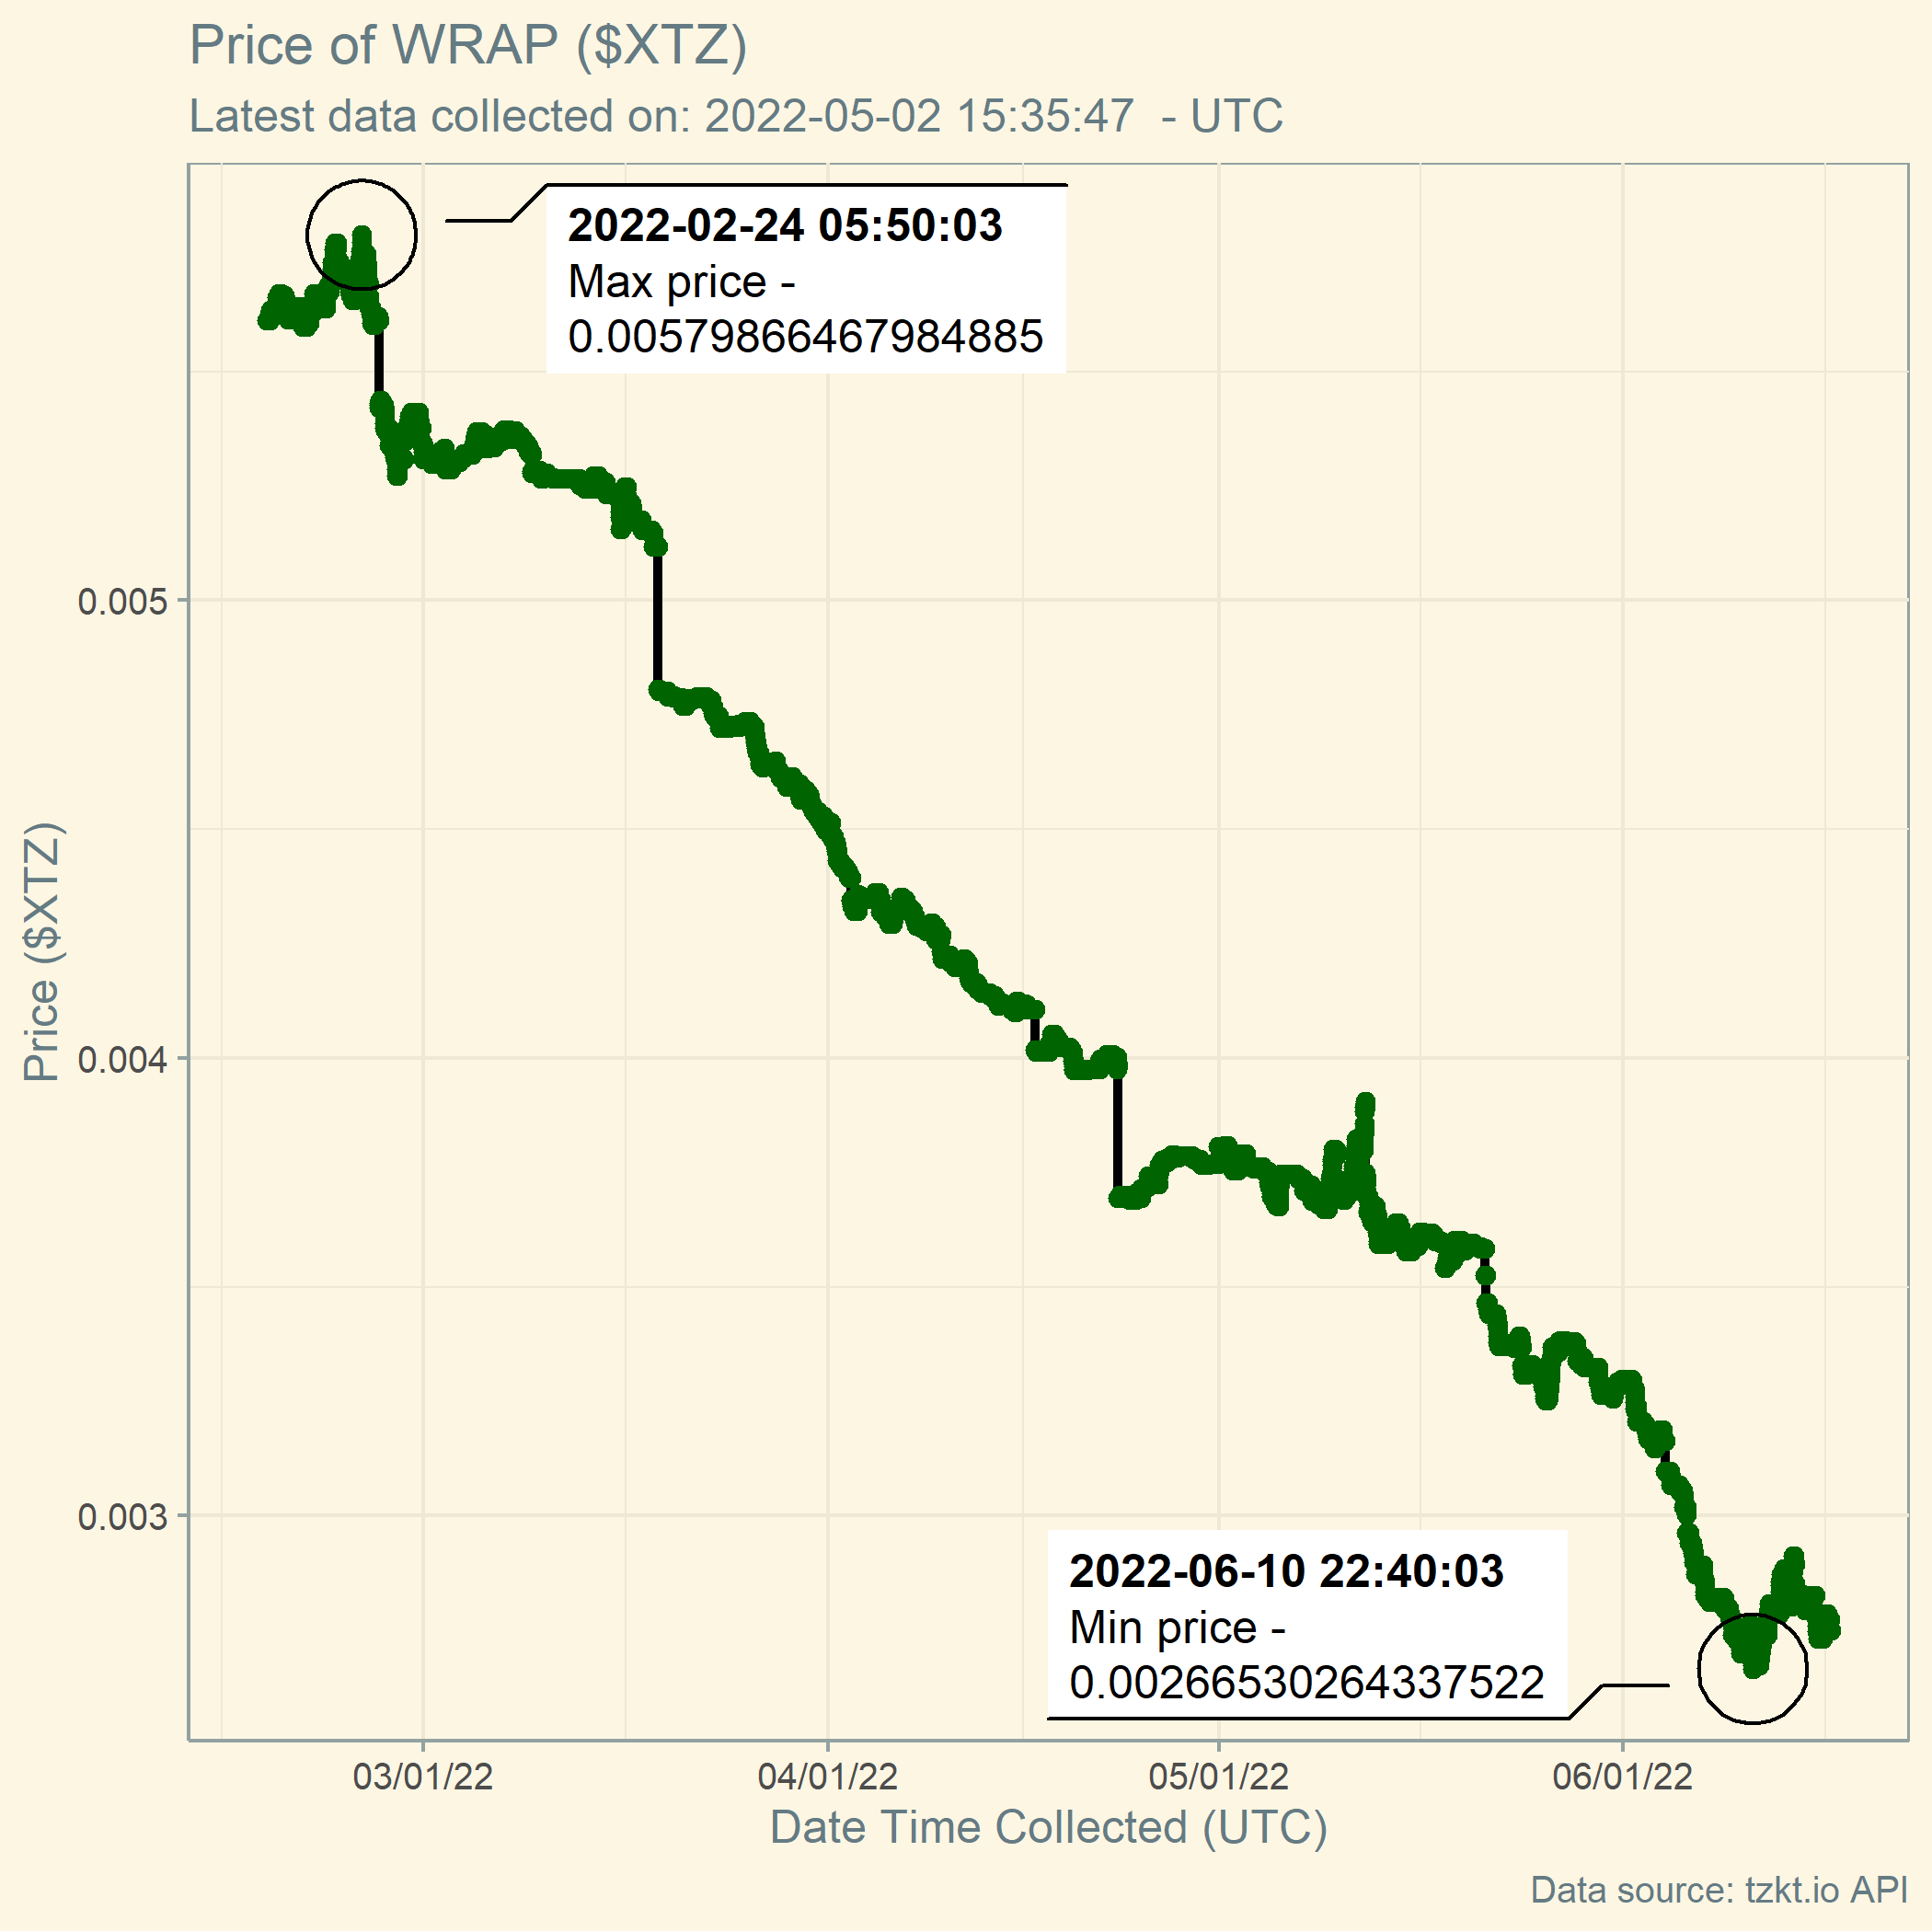 Price of WRAP ($XTZ)
Latest data collected on: 2022-05-02 15:35:47  - UTC
2022-02-24 05:50:03
Max price -
0.00579866467984885
0.005
0.004
0.003
Price ($XTZ)
2022-06-10 22:40:03
Min price -
0.00266530264337522
03/01/22
04/01/22
05/01/22
06/01/22
Date Time Collected (UTC)
Data source: tzkt.io API